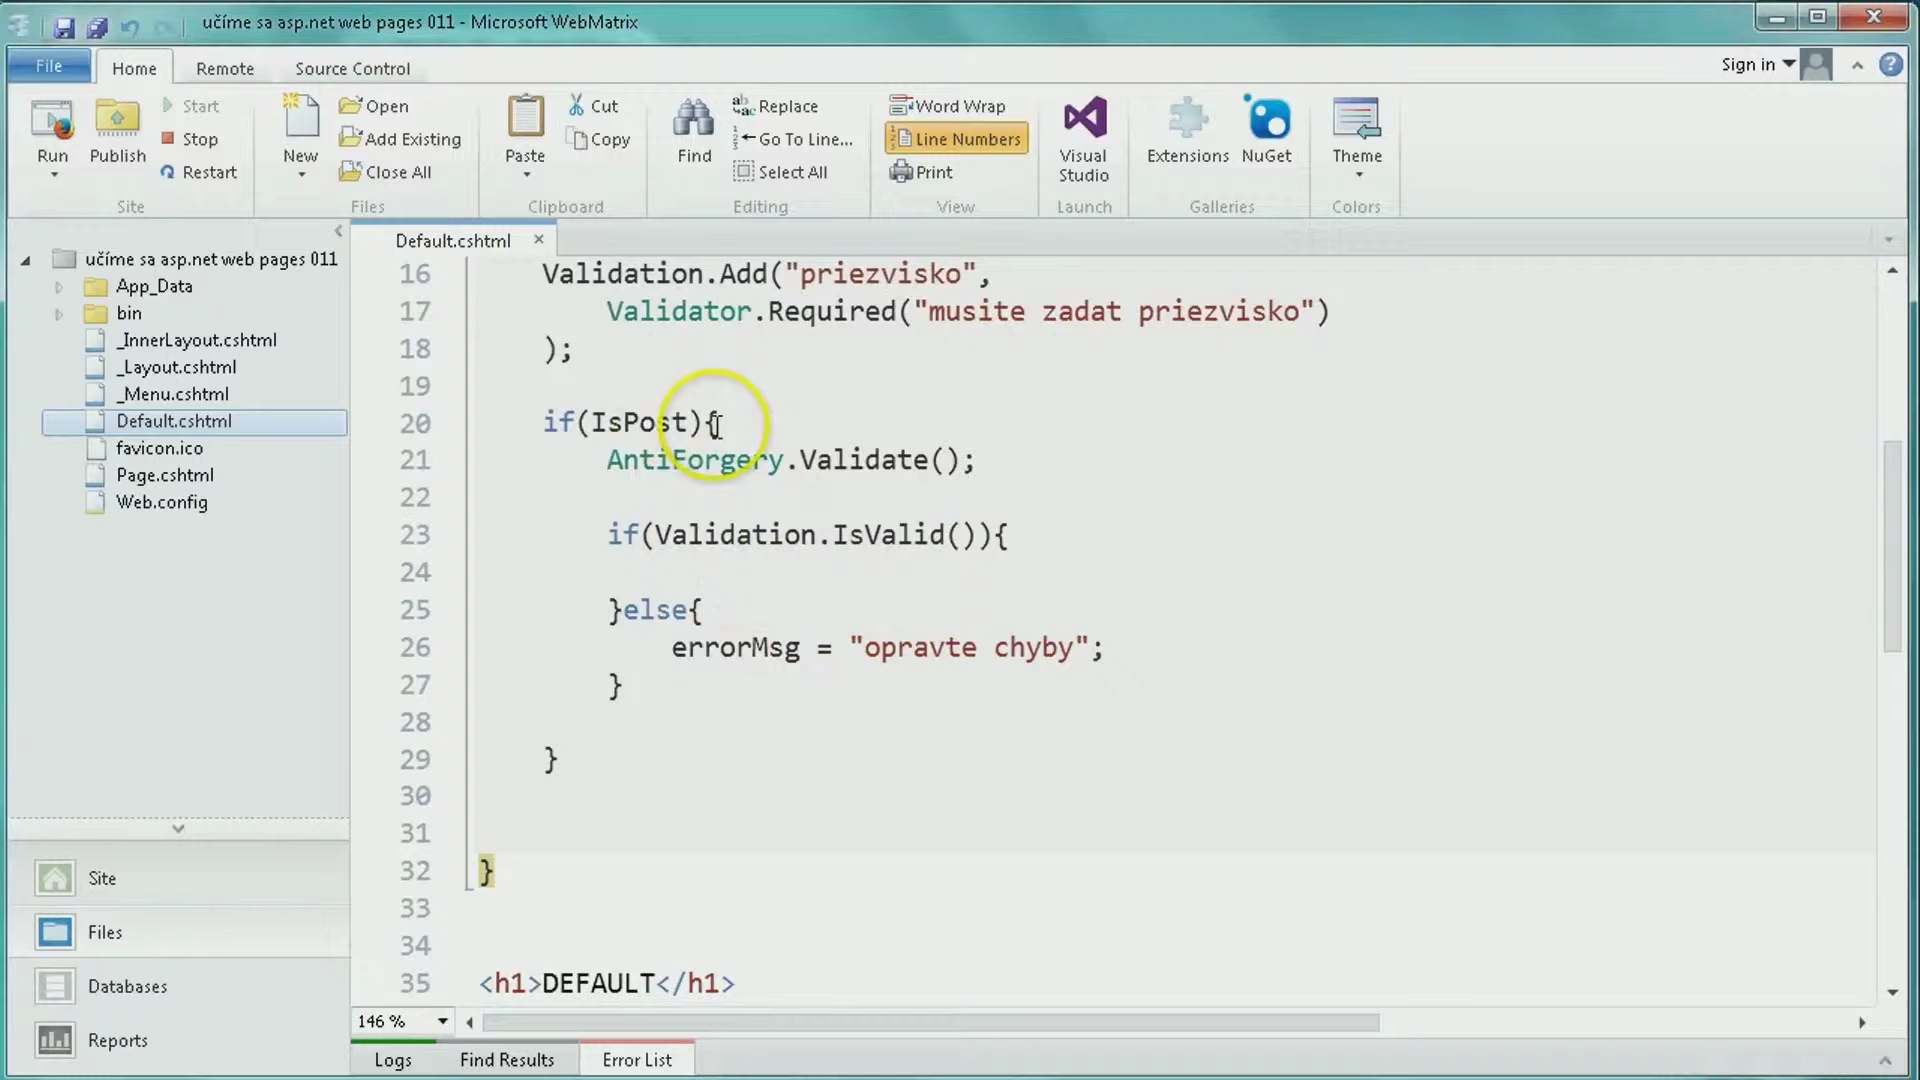 učíme sa asp.net web pages 011 - Microsoft WebMatrix
File
Home
Remote
Source Control
Sign in
Run
Publish
Start
Stop
Restart
Site
New
Open
Add Existing
Close All
Files
Paste
Cut
Copy
Clipboard
Find
Replace
Go To Line...
Select All
Editing
Word Wrap
Line Numbers
Print
View
Visual
Studio
Launch
Extensions
NuGet
Galleries
Theme
Colors
učíme sa asp.net web pages 011
App_Data
bin
_InnerLayout.cshtml
_Layout.cshtml
_Menu.cshtml
Default.cshtml
favicon.ico
Page.cshtml
Web.config
Site
Files
Databases
Reports
Default.cshtml
16 Validation.Add("priezvisko",
17 Validator.Required("musite zadat priezvisko")
18 );
19
20 if(IsPost){
21 AntiForgery.Validate();
22
23 if(Validation.IsValid()){
24
25 }else{
26 errorMsg = "opravte chyby";
27 }
28
29 }
30
31
32 }
33
34
35 <h1>DEFAULT</h1>
146 %
Logs
Find Results
Error List